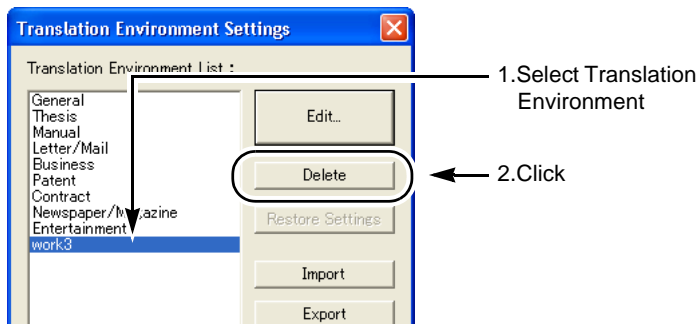 Translation Environment Settings
Translation Environment List :
General
Thesis
Manual
Letter/Mail
Business
Patent
Contract
Newspaper/Magazine
Entertainment
work3
Edit...
Delete
Restore Settings
Import
Export
1.Select Translation
Environment
2.Click